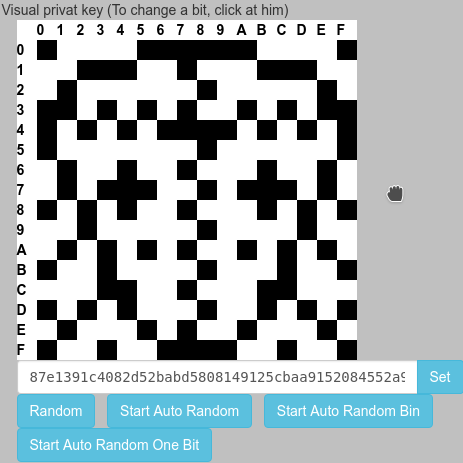 Visual privat key (To change a bit, click at him)
0 1 2 3 4 5 6 7 8 9 A B C D E F
0
1
2
3
4
5
6
7
8
9
A
B
C
D
E
F
87e1391c4082d52babd5808149125cbaa9152084552a9 Set
Random Start Auto Random Start Auto Random Bin
Start Auto Random One Bit